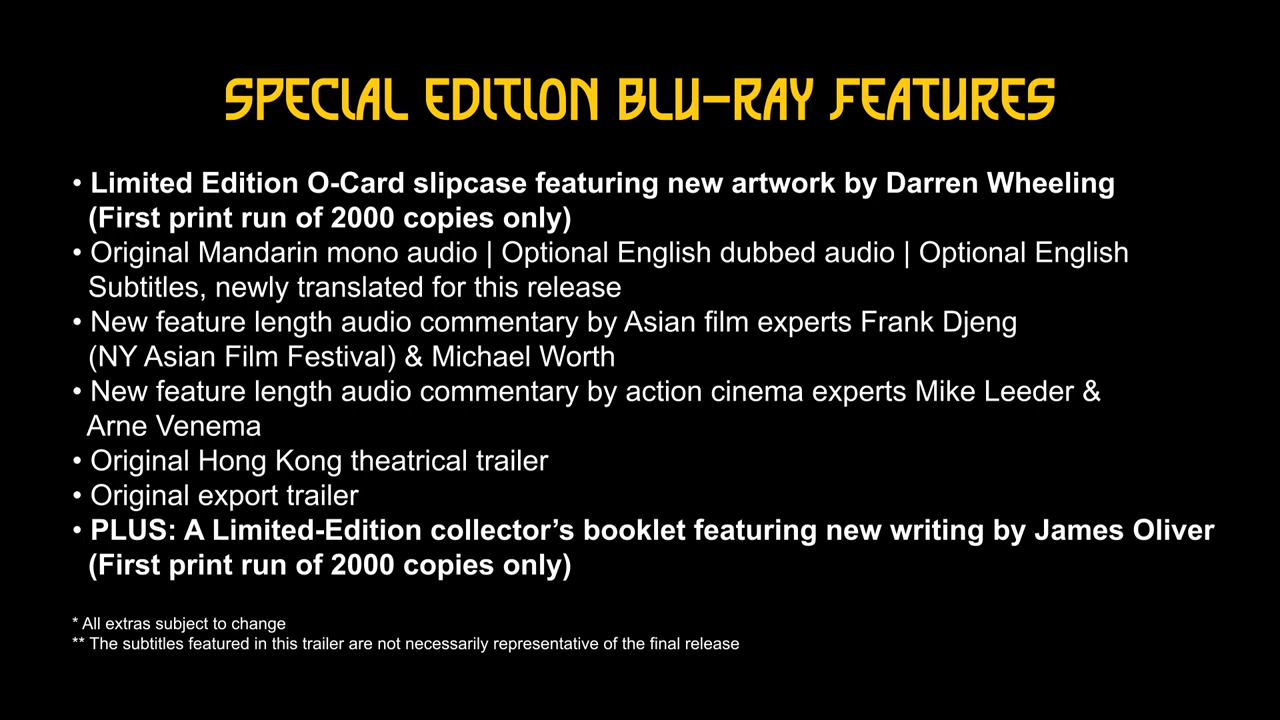 SPECIAL EDITION BLU-RAY FEATURES
• Limited Edition O-Card slipcase featuring new artwork by Darren Wheeling
(First print run of 2000 copies only)
• Original Mandarin mono audio | Optional English dubbed audio | Optional English
Subtitles, newly translated for this release
• New feature length audio commentary by Asian film experts Frank Djeng
(NY Asian Film Festival) & Michael Worth
• New feature length audio commentary by action cinema experts Mike Leeder &
Arne Venema
• Original Hong Kong theatrical trailer
• Original export trailer
• PLUS: A Limited-Edition collector’s booklet featuring new writing by James Oliver
(First print run of 2000 copies only)
* All extras subject to change
** The subtitles featured in this trailer are not necessarily representative of the final release